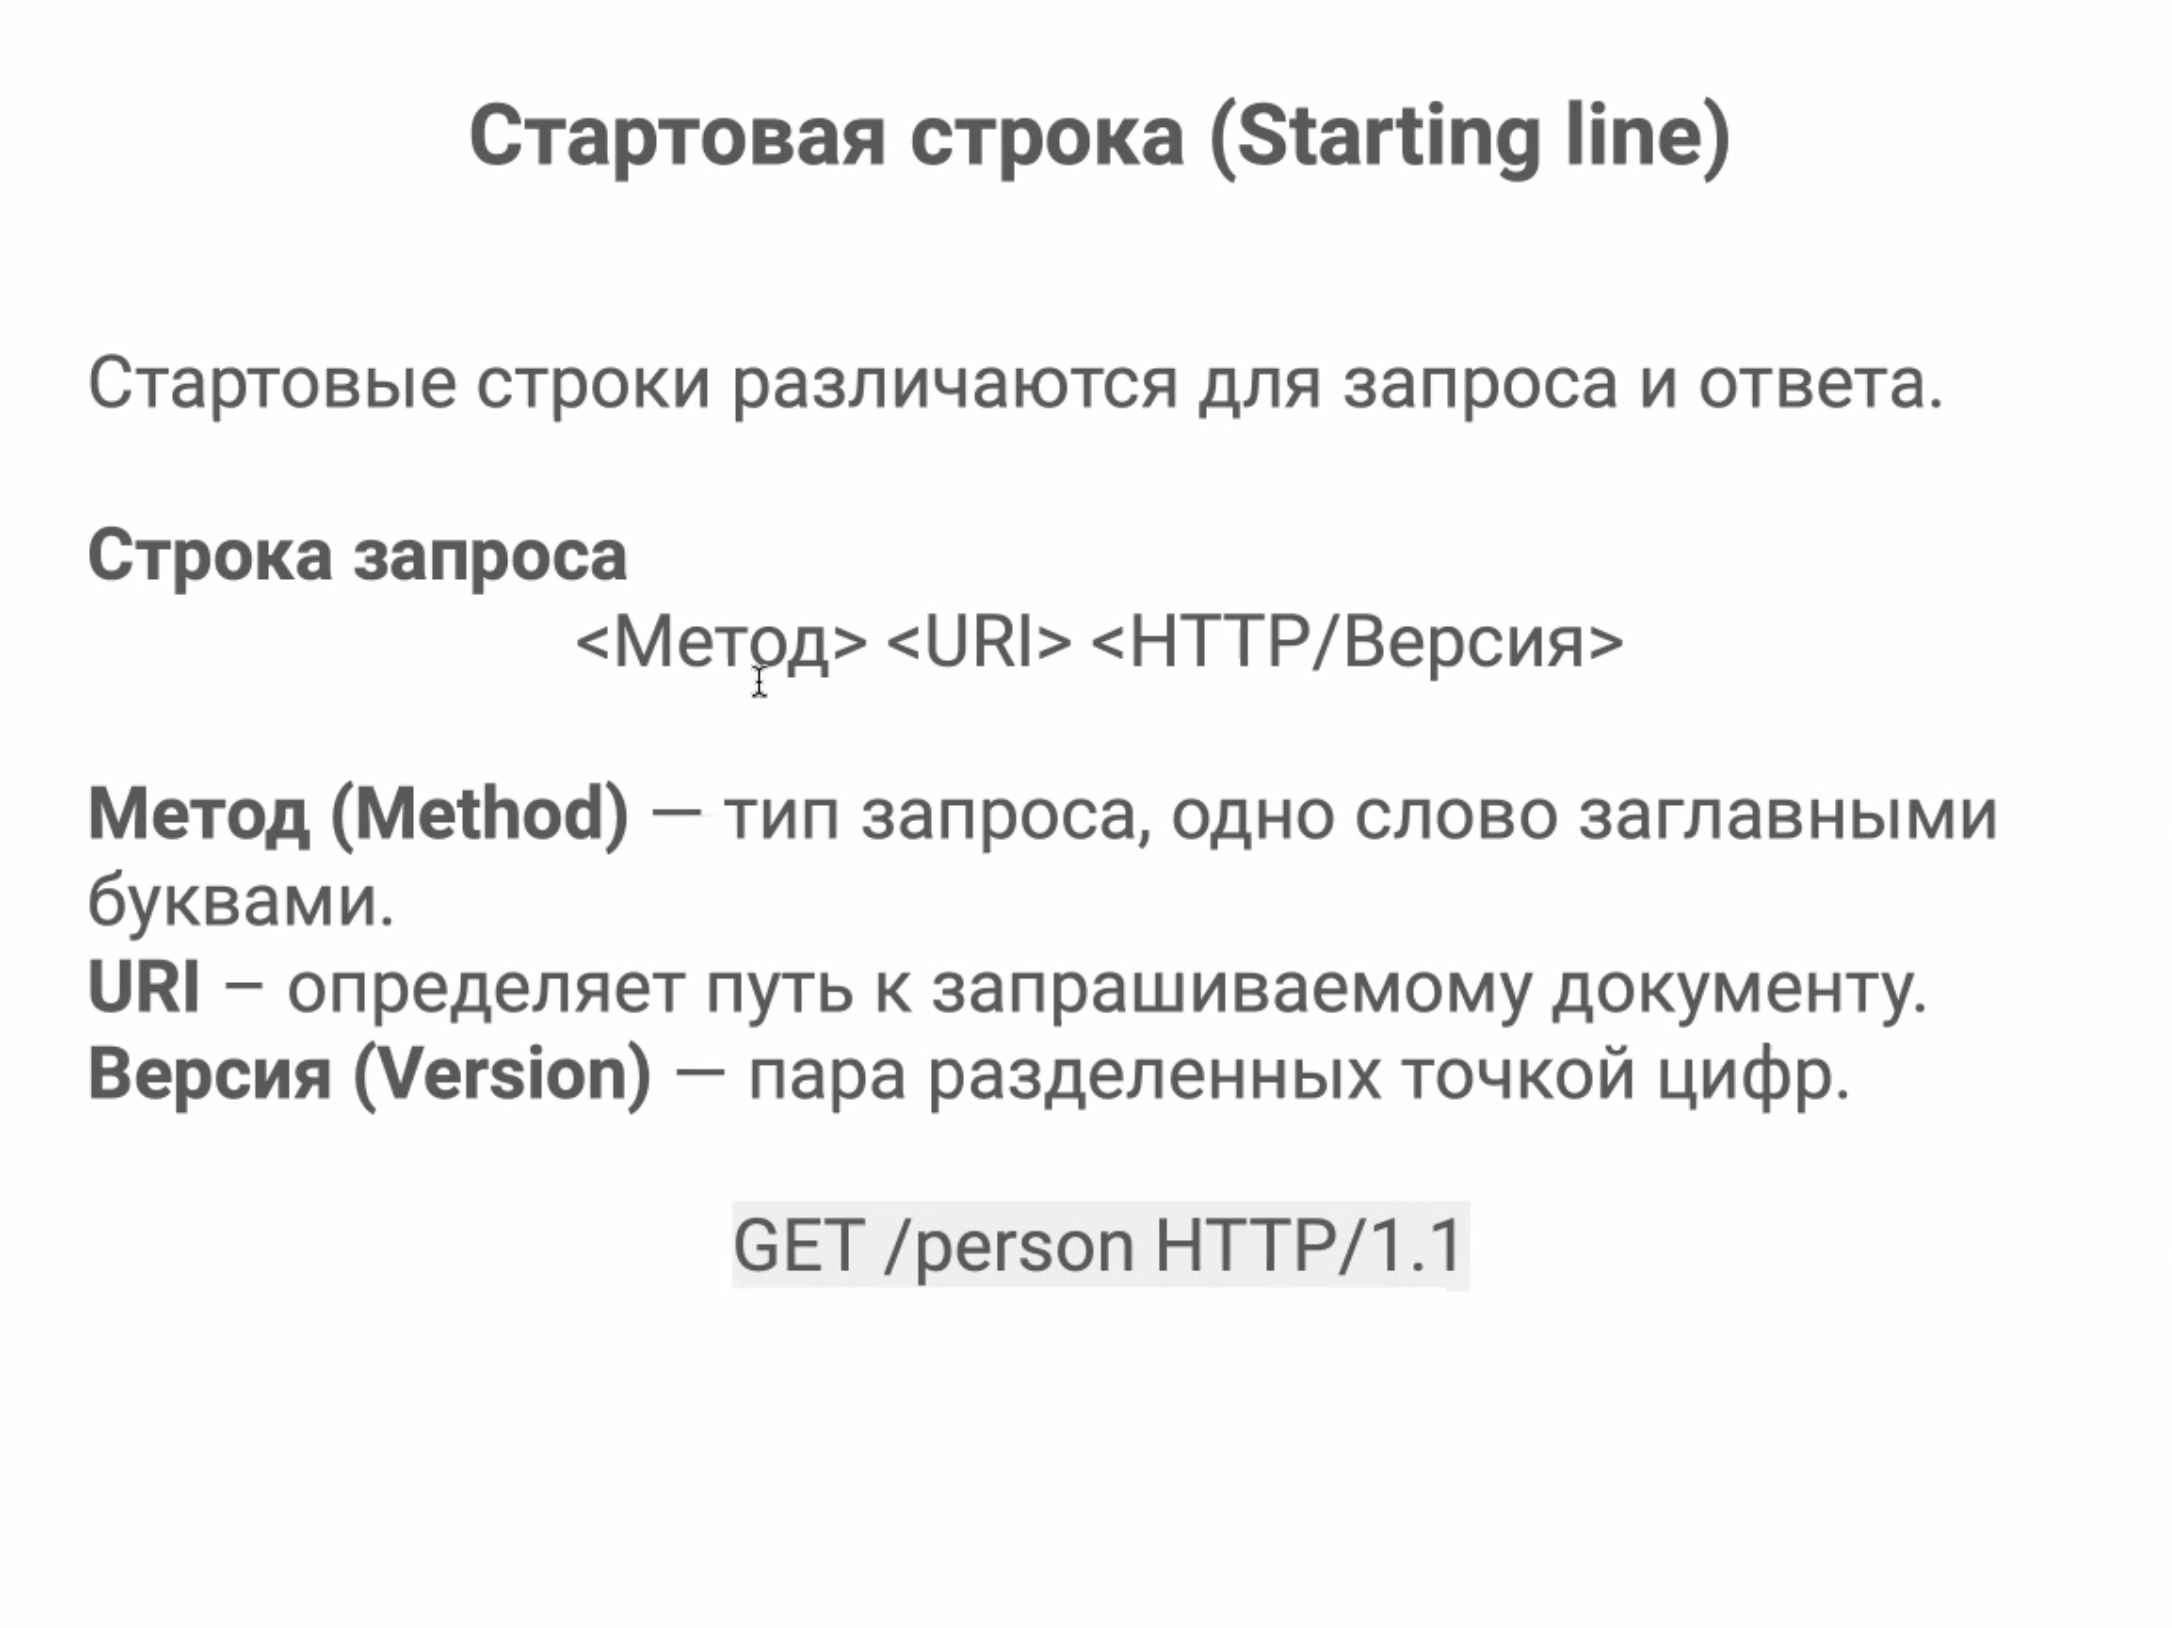 Стартовая строка (Starting line)
Стартовые строки различаются для запроса и ответа.
Строка запроса
<Метод> <URI> <HTTP/Версия>
Метод (Method) — тип запроса, одно слово заглавными
буквами.
URI – определяет путь к запрашиваемому документу.
Версия (Version) — пара разделенных точкой цифр.
GET /person HTTP/1.1